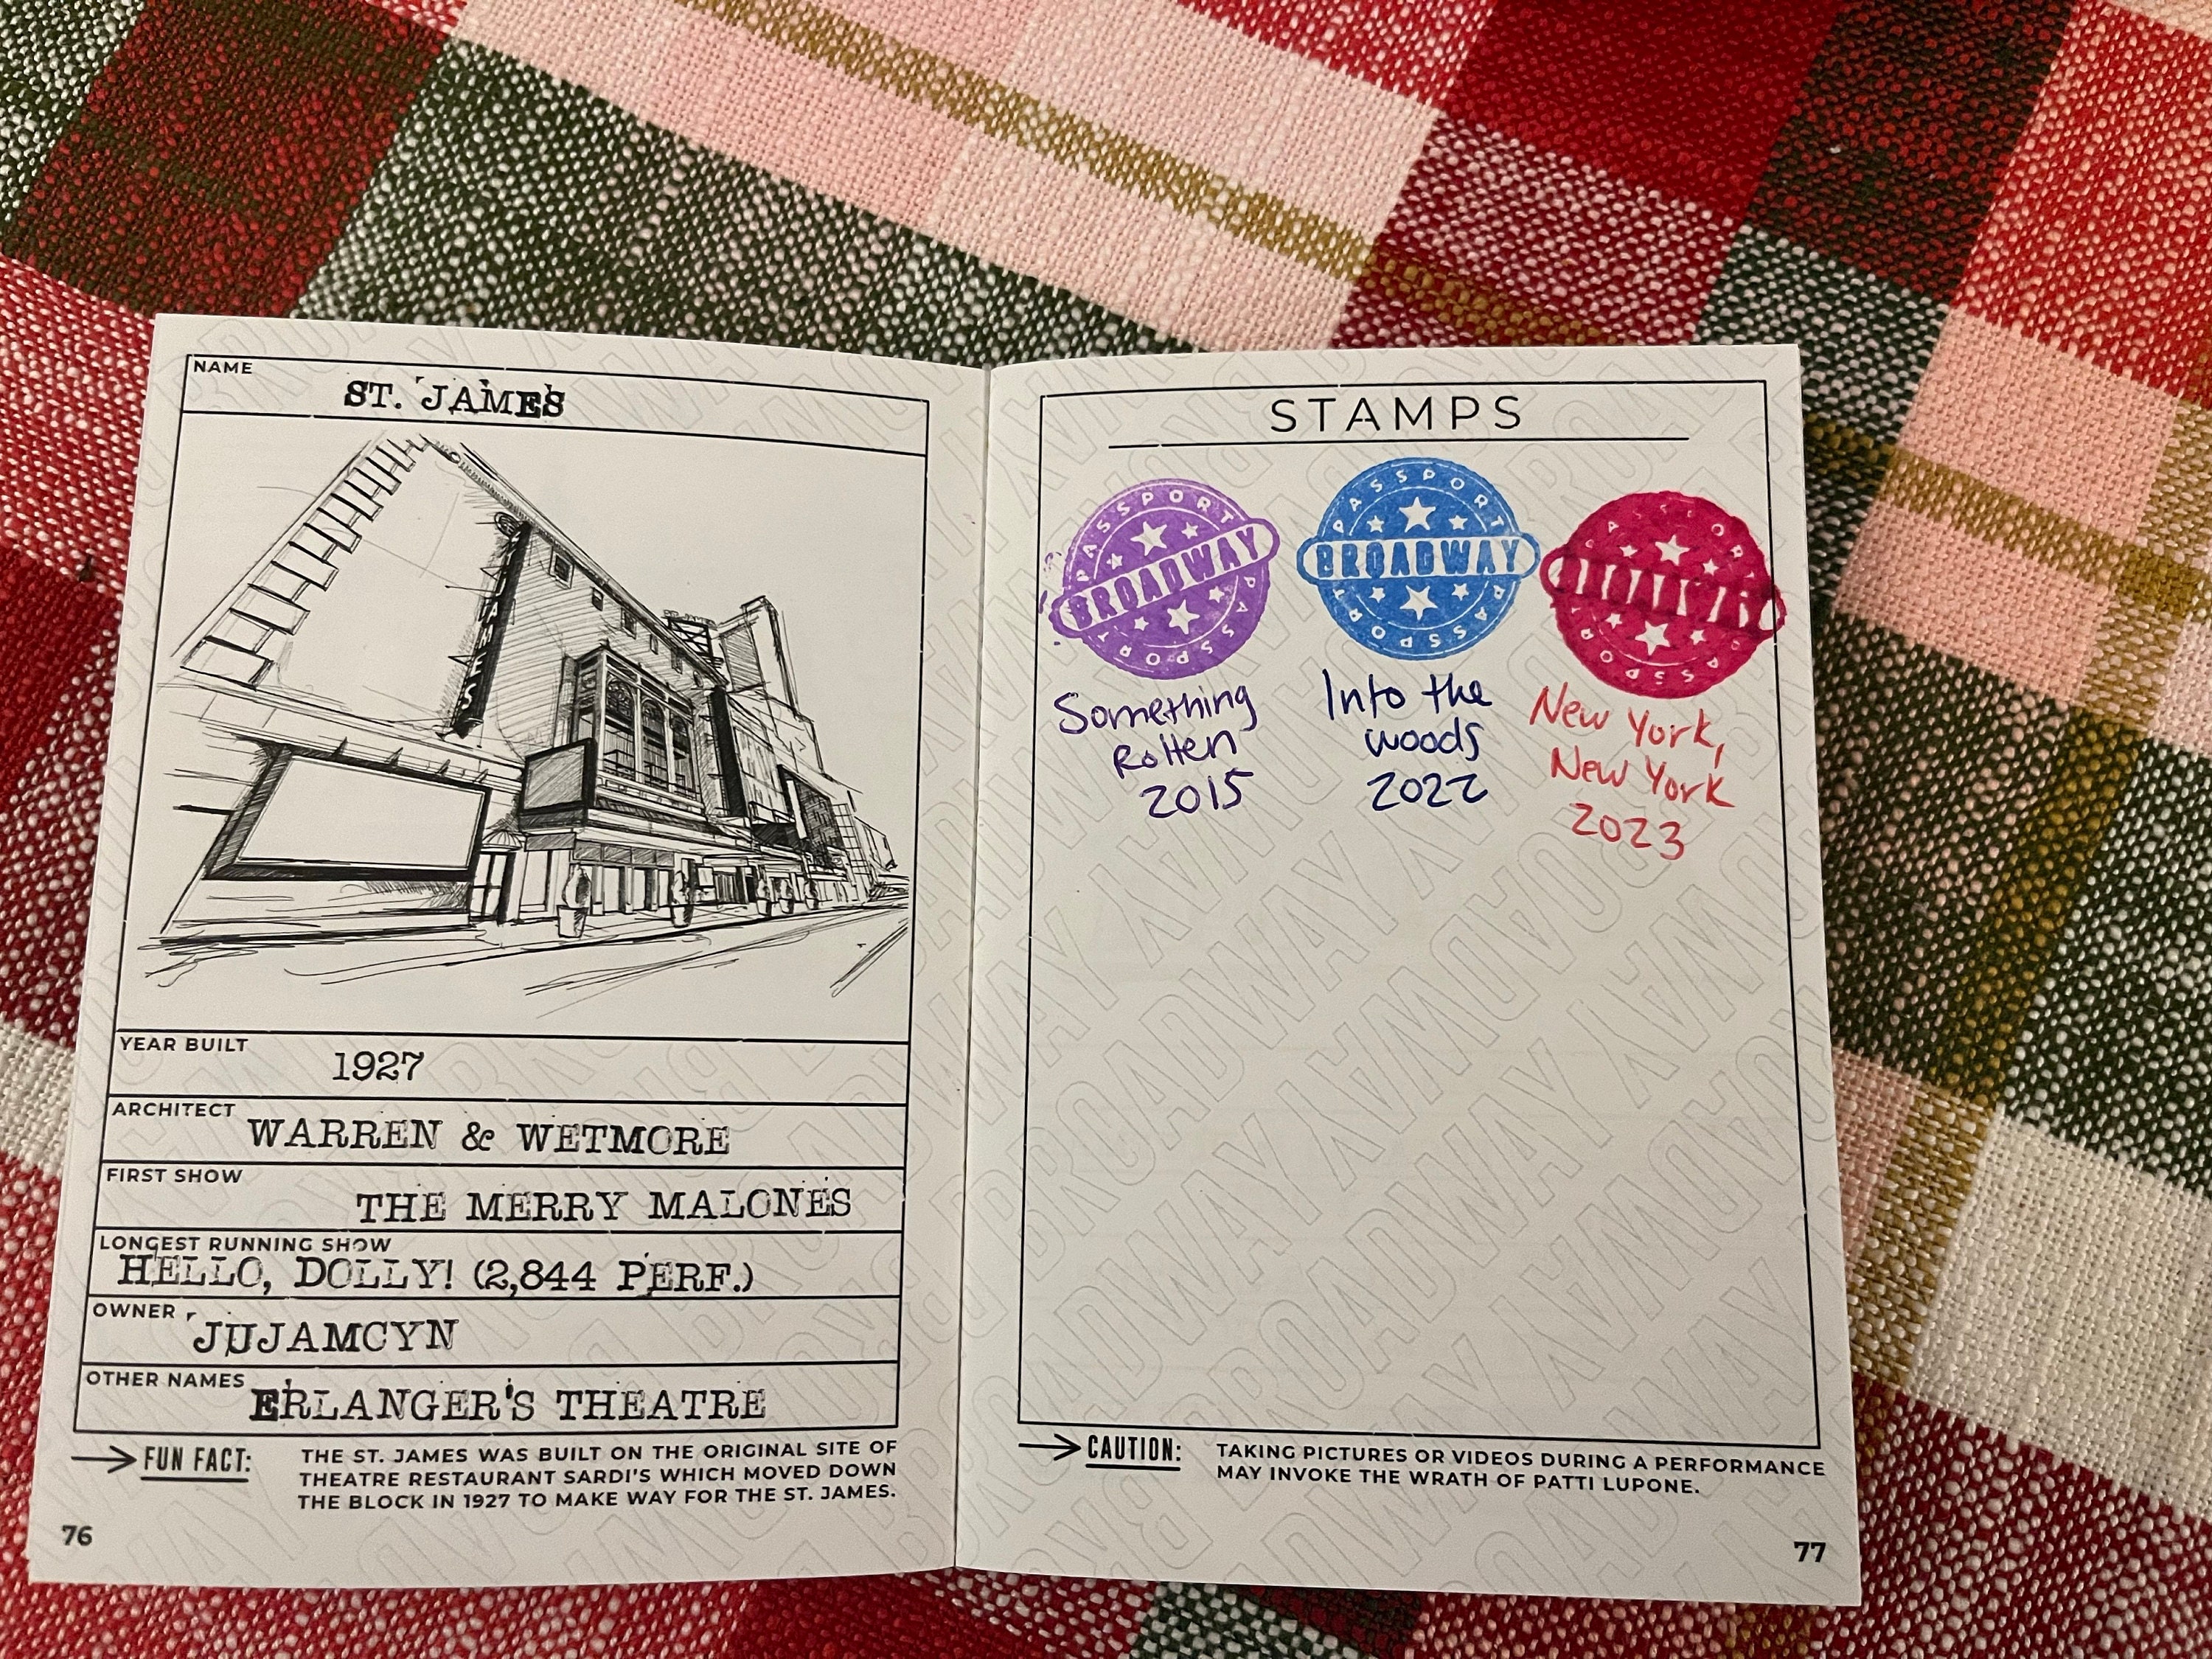 NAME
ST. JAMES
JAMES
YEAR BUILT
1927
ARCHITECT
WARREN & WETMORE
FIRST SHOW
THE MERRY MALONES
LONGEST RUNNING SHOW
HELLO, DOLLY! (2,844 PERF.)
OWNER
JUJAMCYN
OTHER NAMES
ERLANGER'S THEATRE
FUN FACT:
THE ST. JAMES WAS BUILT ON THE ORIGINAL SITE OF
THEATRE RESTAURANT SARDI'S WHICH MOVED DOWN
THE BLOCK IN 1927 TO MAKE WAY FOR THE ST. JAMES.
76
STAMPS
PASSPORT
BROADWAY
PASSPORT
PASSPORT
BROADWAY
PASSPORT
Something
Rotten
2015
Into the
woods
2022
New York,
New York
2023
CAUTION:
TAKING PICTURES OR VIDEOS DURING A PERFORMANCE
MAY INVOKE THE WRATH OF PATTI LUPONE.
77